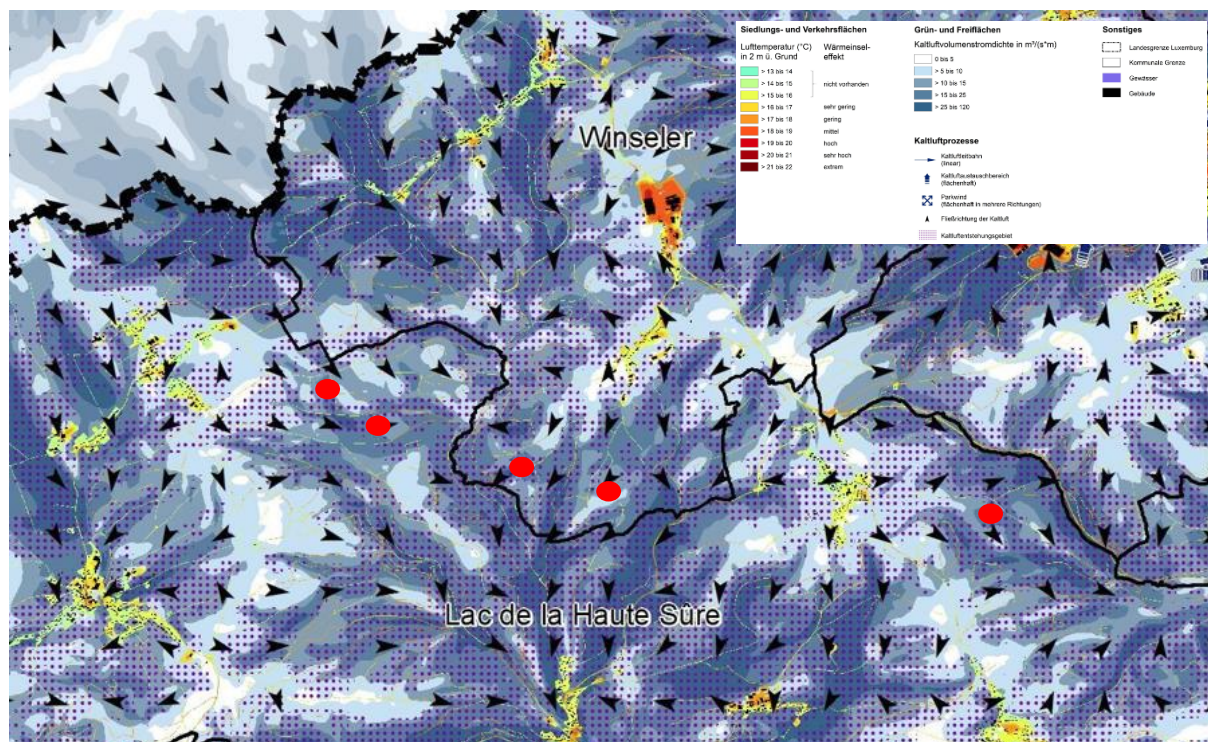 Siedlungs- und Verkehrsflächen
Lufttemperatur (°C)
in 2 m ü. Grund
Wärmeinsel-
effekt
> 13 bis 14
> 14 bis 15
> 15 bis 16
nicht vorhanden
> 16 bis 17 sehr gering
> 17 bis 18 gering
> 18 bis 19 mittel
> 19 bis 20 hoch
> 20 bis 21 sehr hoch
> 21 bis 22 extrem
Grün- und Freiflächen
Kaltluftvolumenstromdichte in m³/(s*m)
0 bis 5
> 5 bis 10
> 10 bis 15
> 15 bis 25
> 25 bis 120
Kaltluftprozesse
Kaltluftleitbahn
(linear)
Kaltluftaustauschbereich
(flächenhaft)
Parkwind
(flächenhaft in mehrere Richtungen)
Fließrichtung der Kaltluft
Kaltluftentstehungsgebiet
Sonstiges
Landesgrenze Luxemburg
Kommunale Grenze
Gewässer
Gebäude
Winseler
Lac de la Haute Sûre